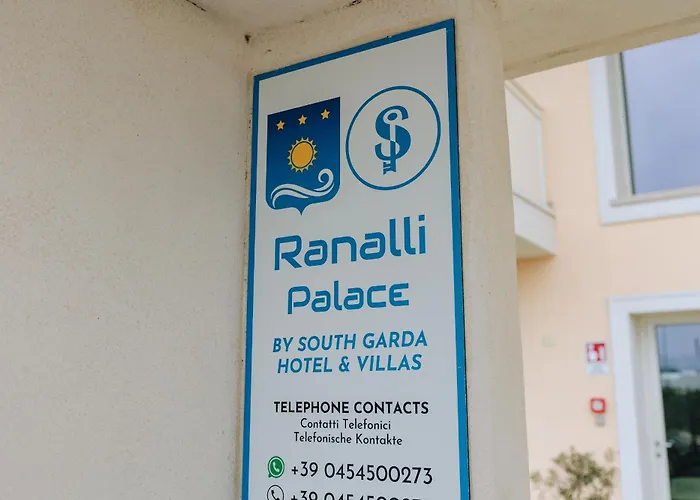 Ranalli
Palace
BY SOUTH GARDA
HOTEL & VILLAS
TELEPHONE CONTACTS
Contatti Telefonici
Telefonische Kontakte
+39 0454500273